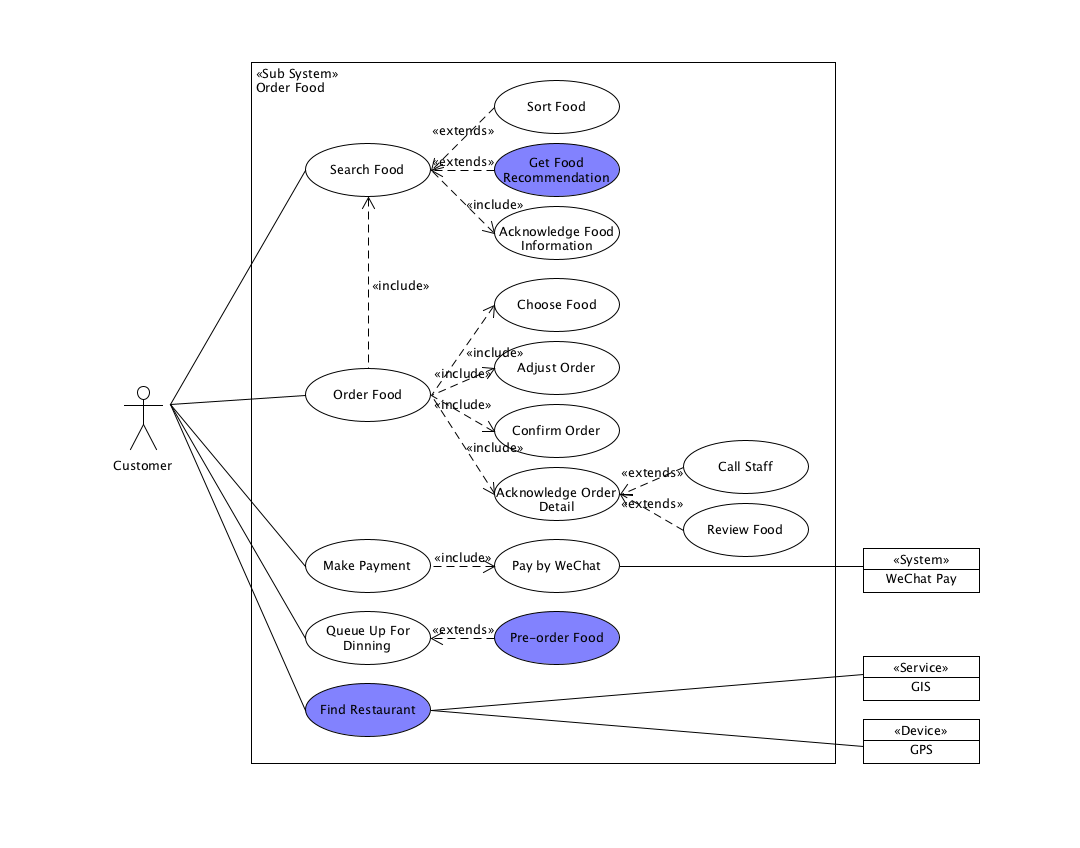 «Sub System»
Order Food
Sort Food
«extends»
Search Food
«extends»
Get Food
Recommendation
«include»
Acknowledge Food
Information
«include»
Choose Food
«include»
Adjust Order
«include»
Order Food
«include»
Confirm Order
«include»
Customer
Acknowledge Order
Detail
«extends»
Call Staff
«extends»
Review Food
Make Payment
«include»
Pay by WeChat
«System»
WeChat Pay
Queue Up For
Dinning
«extends»
Pre-order Food
Find Restaurant
«Service»
GIS
«Device»
GPS